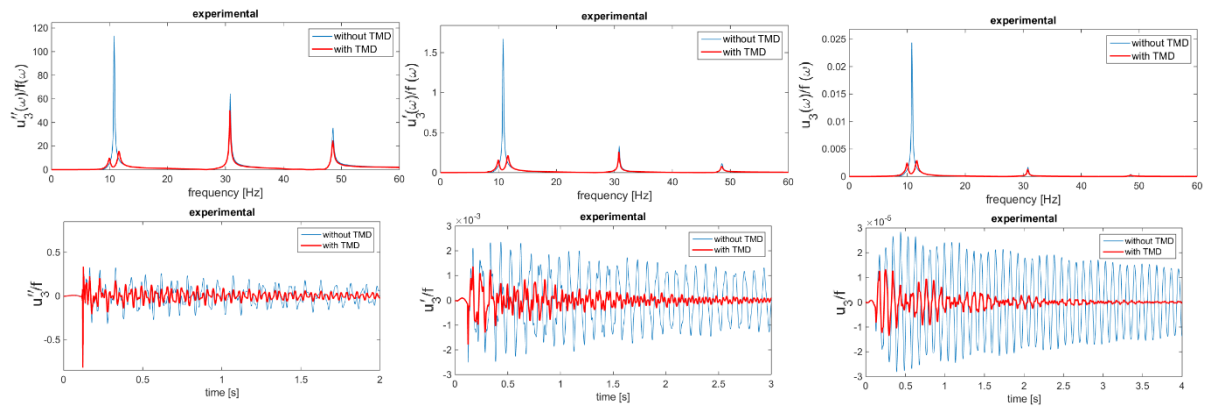 experimental
u''3(ω)/f(ω)
120
100
80
60
40
20
0
0 10 20 30 40 50 60
frequency [Hz]
without TMD
with TMD
experimental
u'3(ω)/f (ω)
1.5
1
0.5
0
0 10 20 30 40 50 60
frequency [Hz]
without TMD
with TMD
experimental
u3(ω)/f (ω)
0.025
0.020
0.015
0.010
0.005
0.000
0 10 20 30 40 50 60
frequency [Hz]
without TMD
with TMD
experimental
u''3/f
0.5
0
-0.5
0 0.5 1 1.5 2
time [s]
without TMD
with TMD
experimental
×10-3
u'3/f
3
2
1
0
-1
-2
-3
0 0.5 1 1.5 2 2.5 3
time [s]
without TMD
with TMD
experimental
×10-5
u3/f
3
2
1
0
-1
-2
-3
0 0.5 1 1.5 2 2.5 3 3.5 4
time [s]
without TMD
with TMD